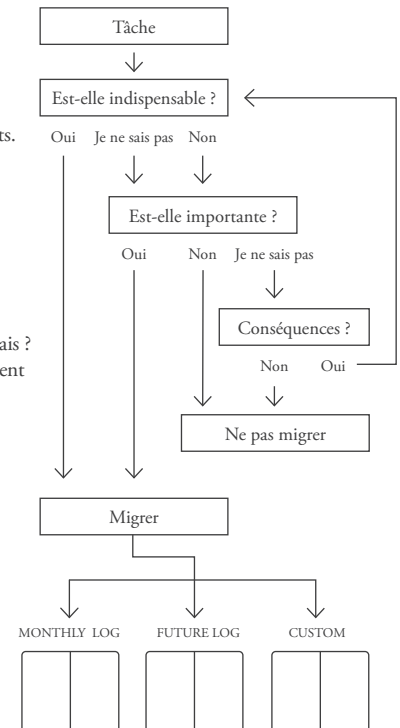 Tâche
Est-elle indispensable ?
ts.
Oui Je ne sais pas Non
Est-elle importante ?
Oui Non Je ne sais pas
Conséquences ?
ais ?
Non Oui
ent
Ne pas migrer
Migrer
MONTHLY LOG FUTURE LOG CUSTOM